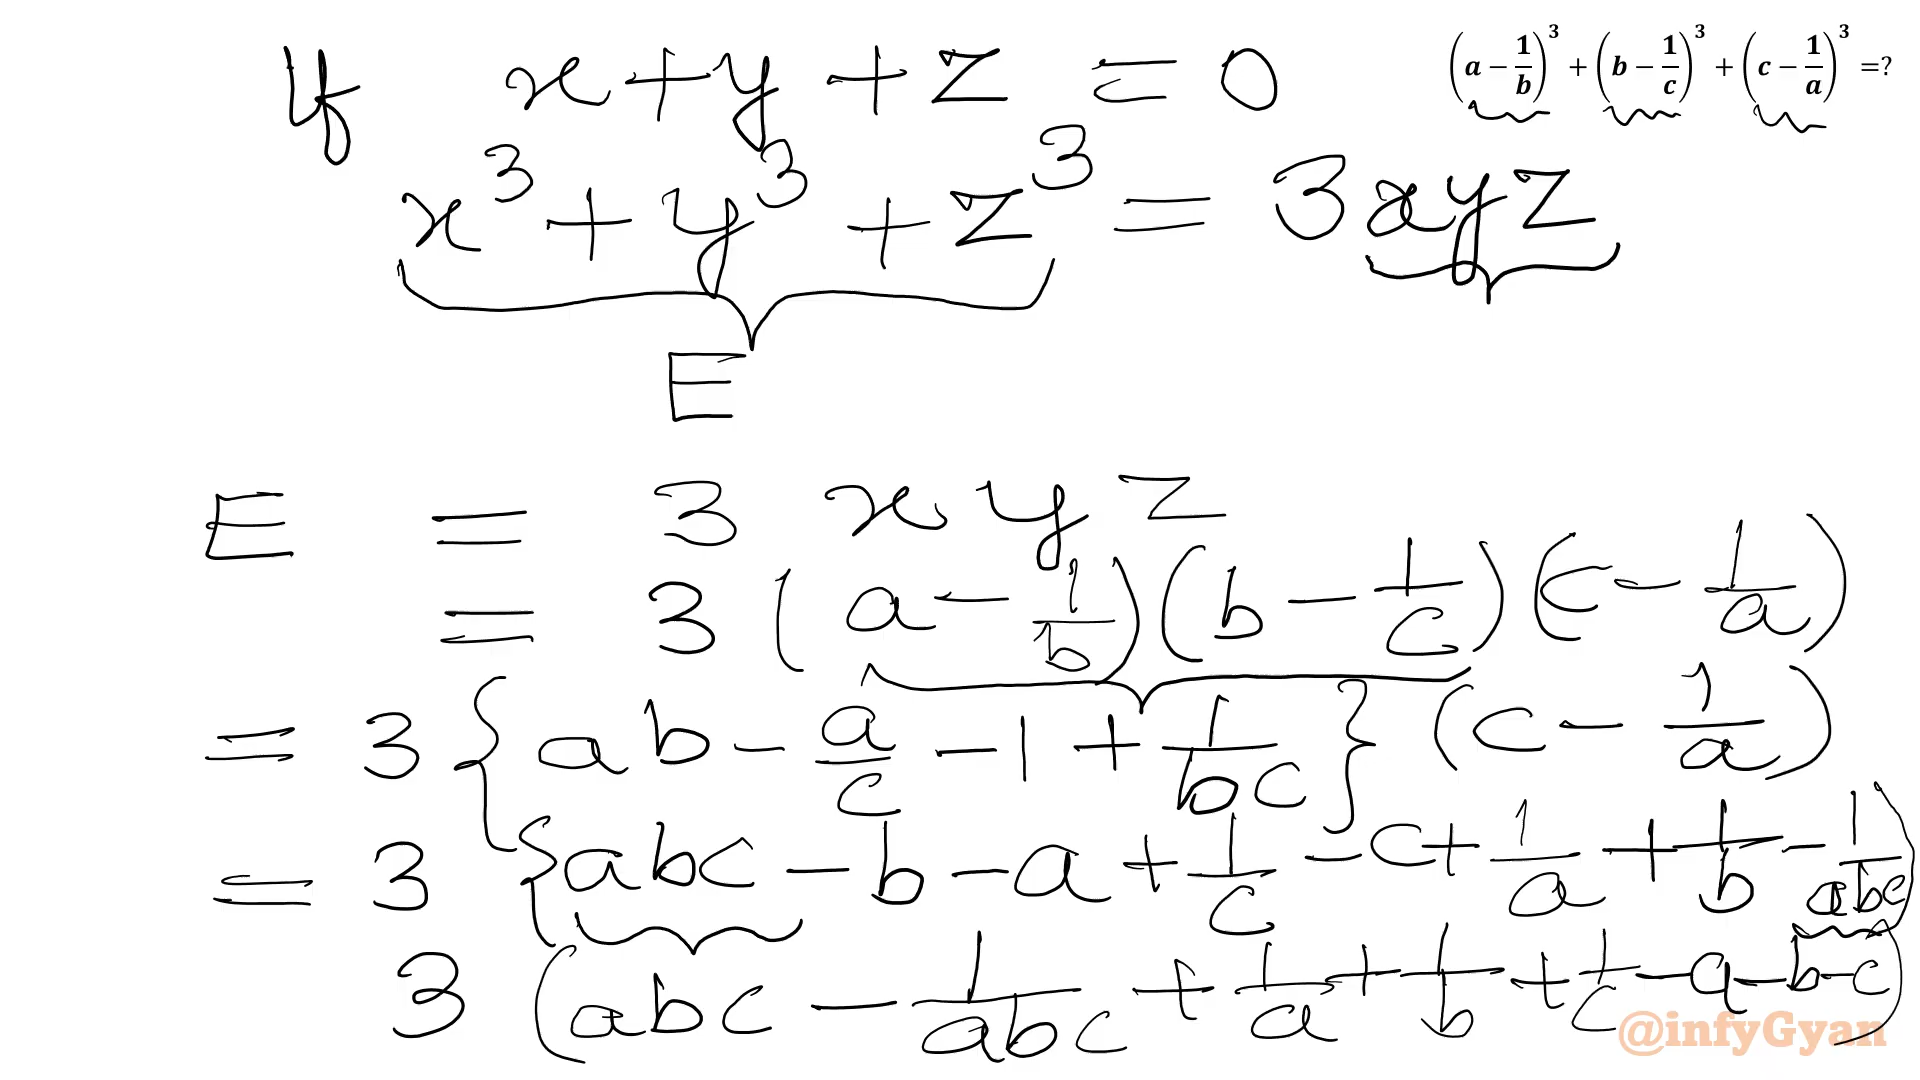 If x + y + z = 0
(a − 1/b)³ + (b − 1/c)³ + (c − 1/a)³ =?
x³ + y³ + z³ = 3xyz
E
E = 3 x y z
= 3 (a − 1/b)(b − 1/c)(c − 1/a)
= 3 {ab − a/c − 1 + 1/bc} (c − 1/a)
= 3 {abc − b − a + 1/c − c + 1/a + 1/b − 1/abc)
3 (abc − 1/abc + 1/a + 1/b + 1/c − a − b − c)
@infyGyan